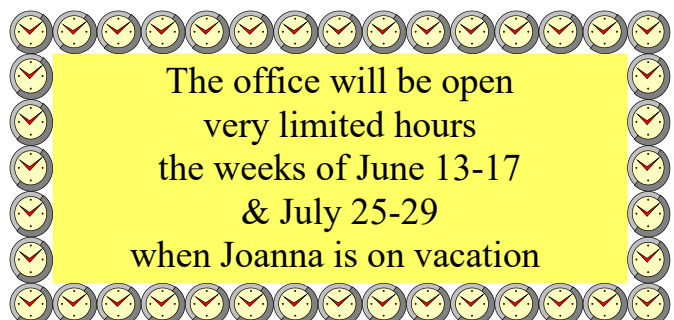 The office will be open
very limited hours
the weeks of June 13-17
& July 25-29
when Joanna is on vacation